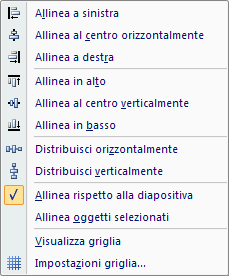 Allinea a sinistra
Allinea al centro orizzontalmente
Allinea a destra
Allinea in alto
Allinea al centro verticalmente
Allinea in basso
Distribuisci orizzontalmente
Distribuisci verticalmente
Allinea rispetto alla diapositiva
Allinea oggetti selezionati
Visualizza griglia
Impostazioni griglia...